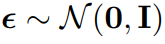 ϵ ∼ 𝒩(0, I)